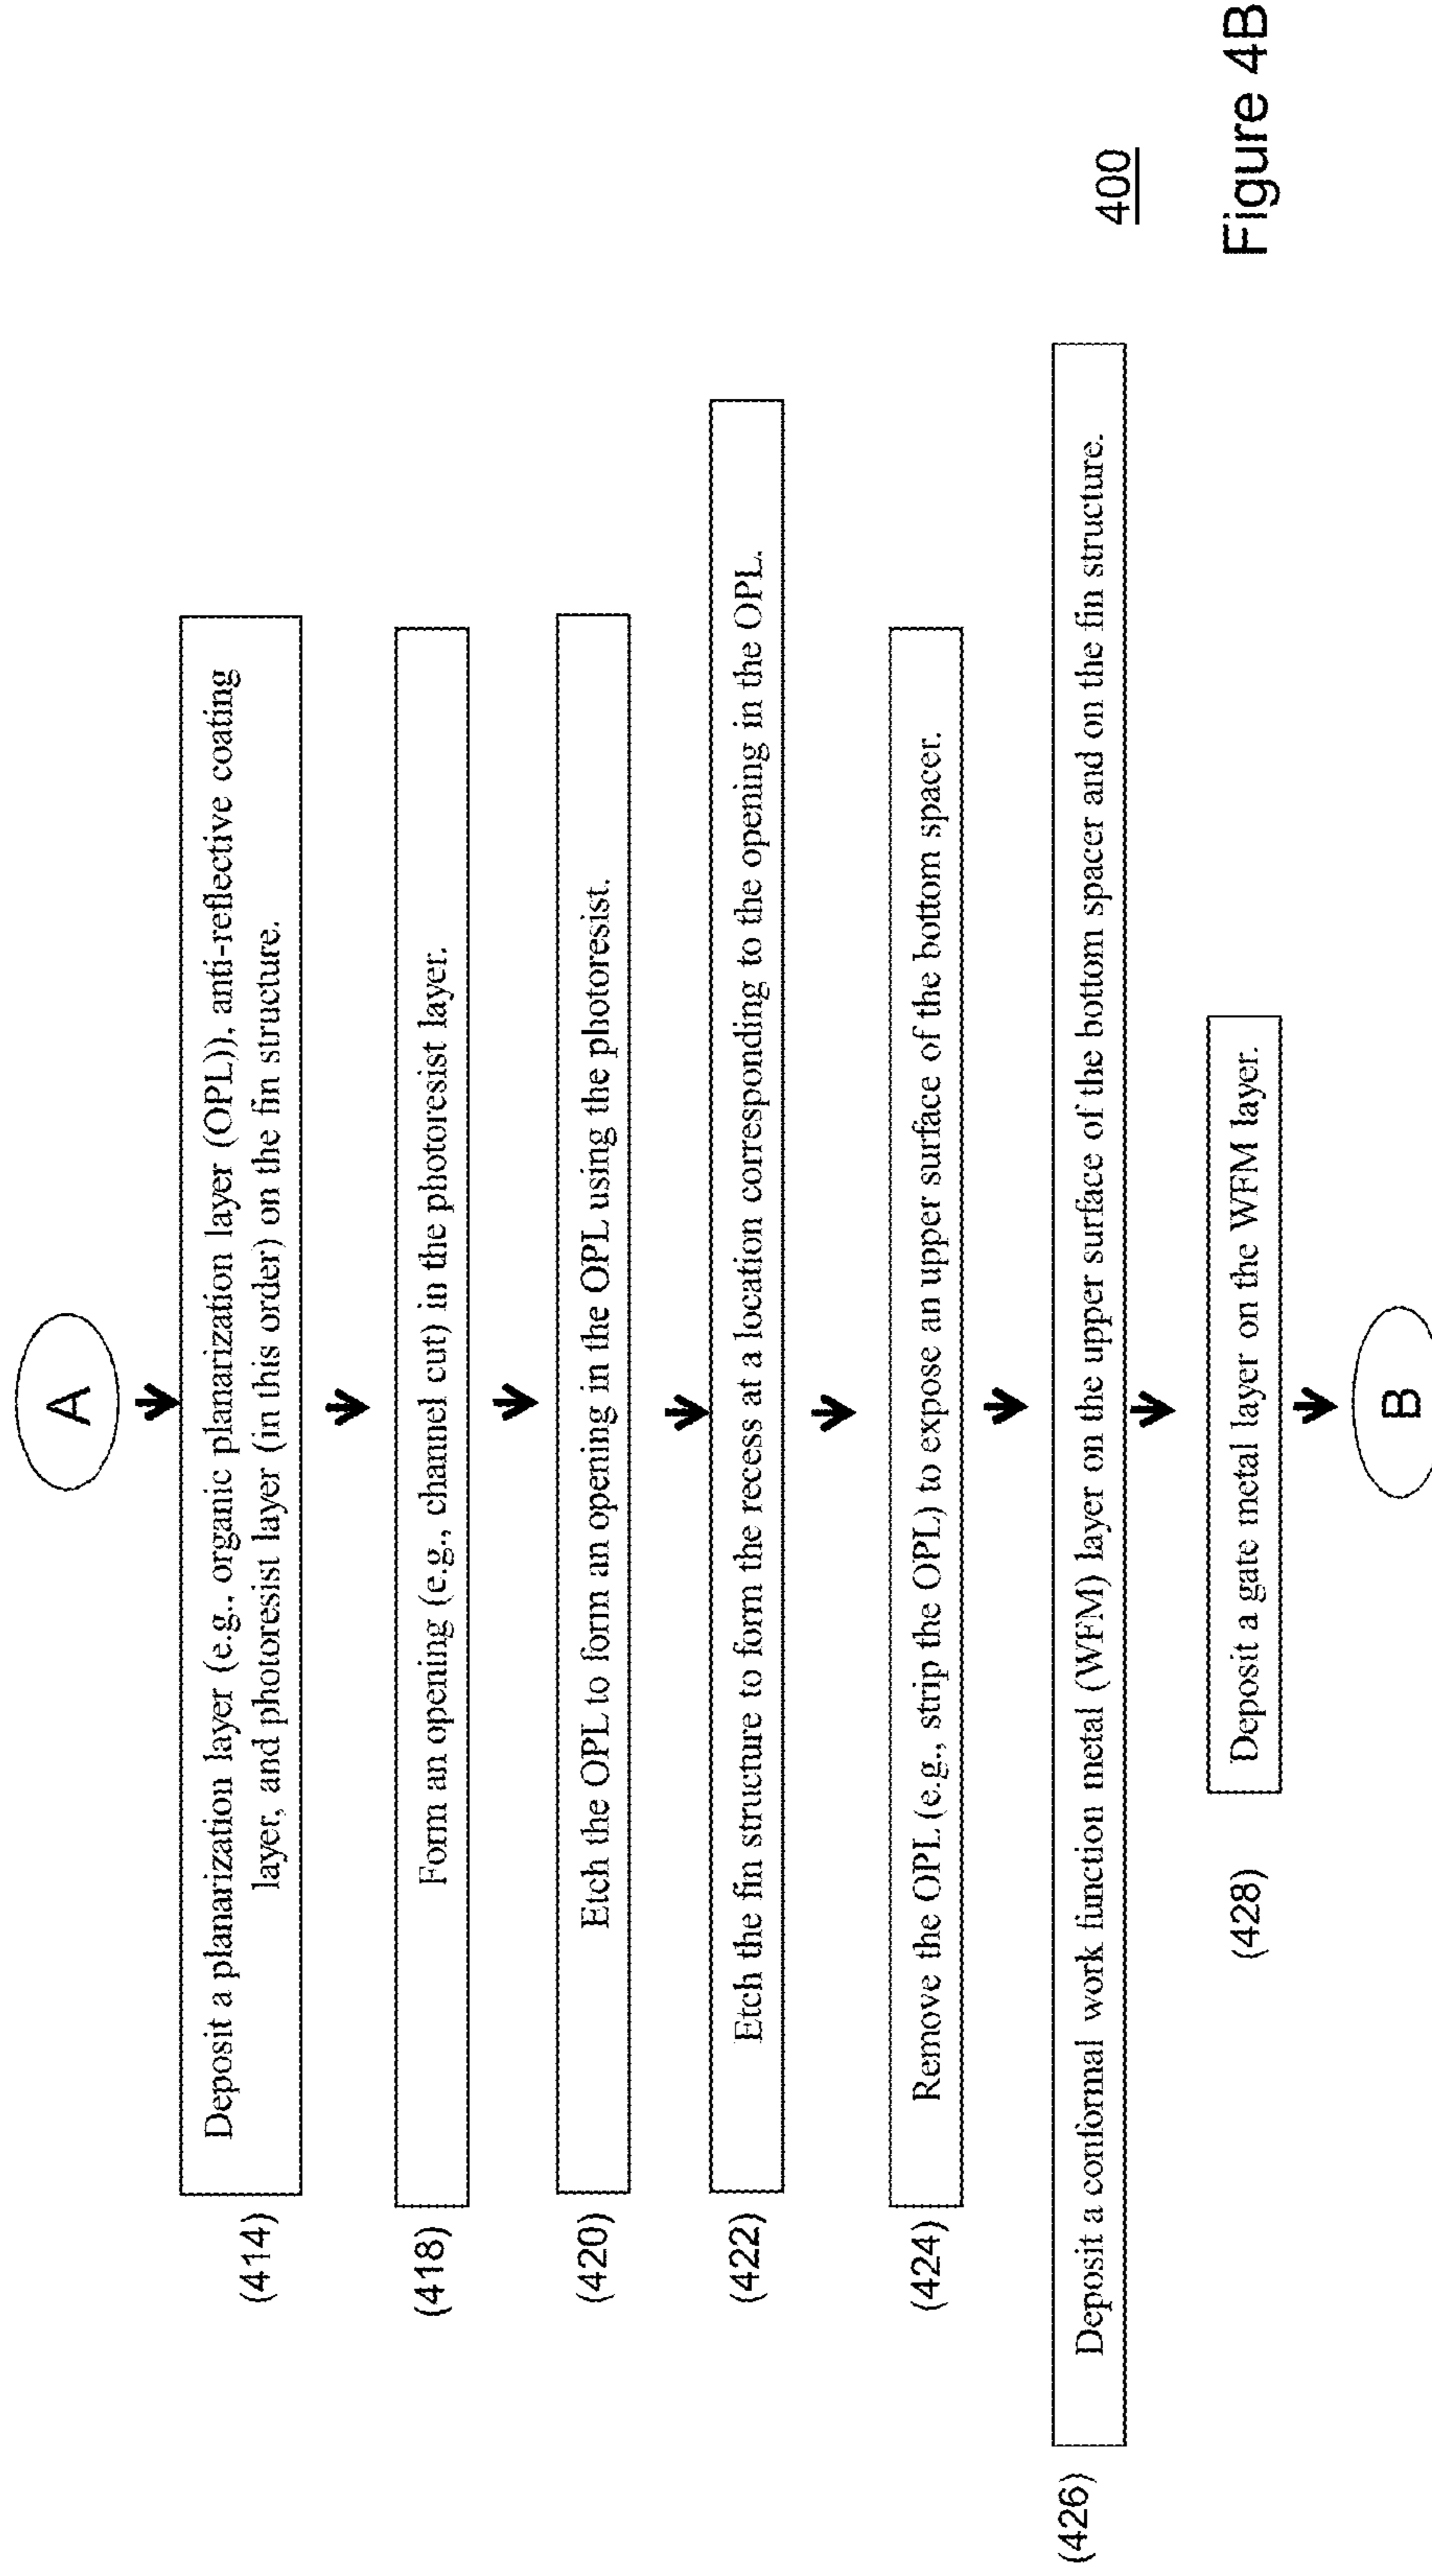 A
(414)
Deposit a planarization layer (e.g., organic planarization layer (OPL)), anti-reflective coating
layer, and photoresist layer (in this order) on the fin structure.
(418)
Form an opening (e.g., channel cut) in the photoresist layer.
(420)
Etch the OPL to form an opening in the OPL using the photoresist.
(422)
Etch the fin structure to form the recess at a location corresponding to the opening in the OPL.
(424)
Remove the OPL (e.g., strip the OPL) to expose an upper surface of the bottom spacer.
(426)
Deposit a conformal work function metal (WFM) layer on the upper surface of the bottom spacer and on the fin structure.
(428)
Deposit a gate metal layer on the WFM layer.
B
400
Figure 4B